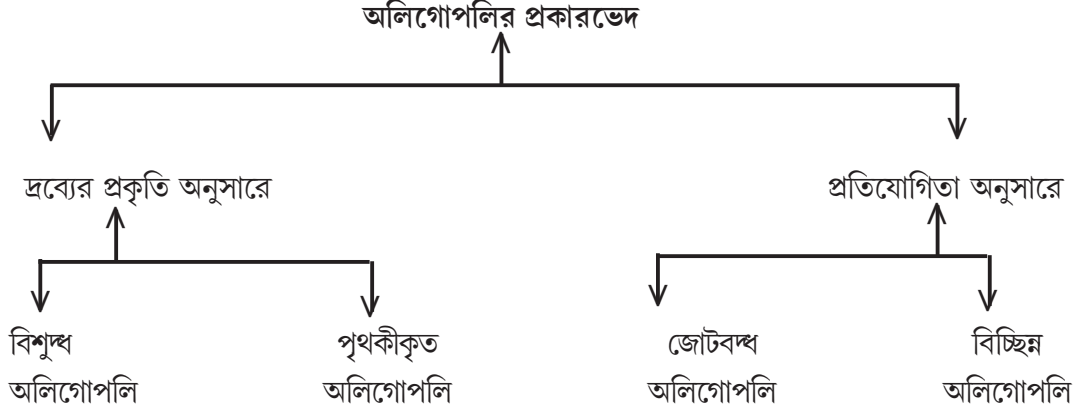 অলিগোপলির প্রকারভেদ
দ্রব্যের প্রকৃতি অনুসারে
প্রতিযোগিতা অনুসারে
বিশুদ্ধ
অলিগোপলি
পৃথকীকৃত
অলিগোপলি
জোটবদ্ধ
অলিগোপলি
বিচ্ছিন্ন
অলিগোপলি